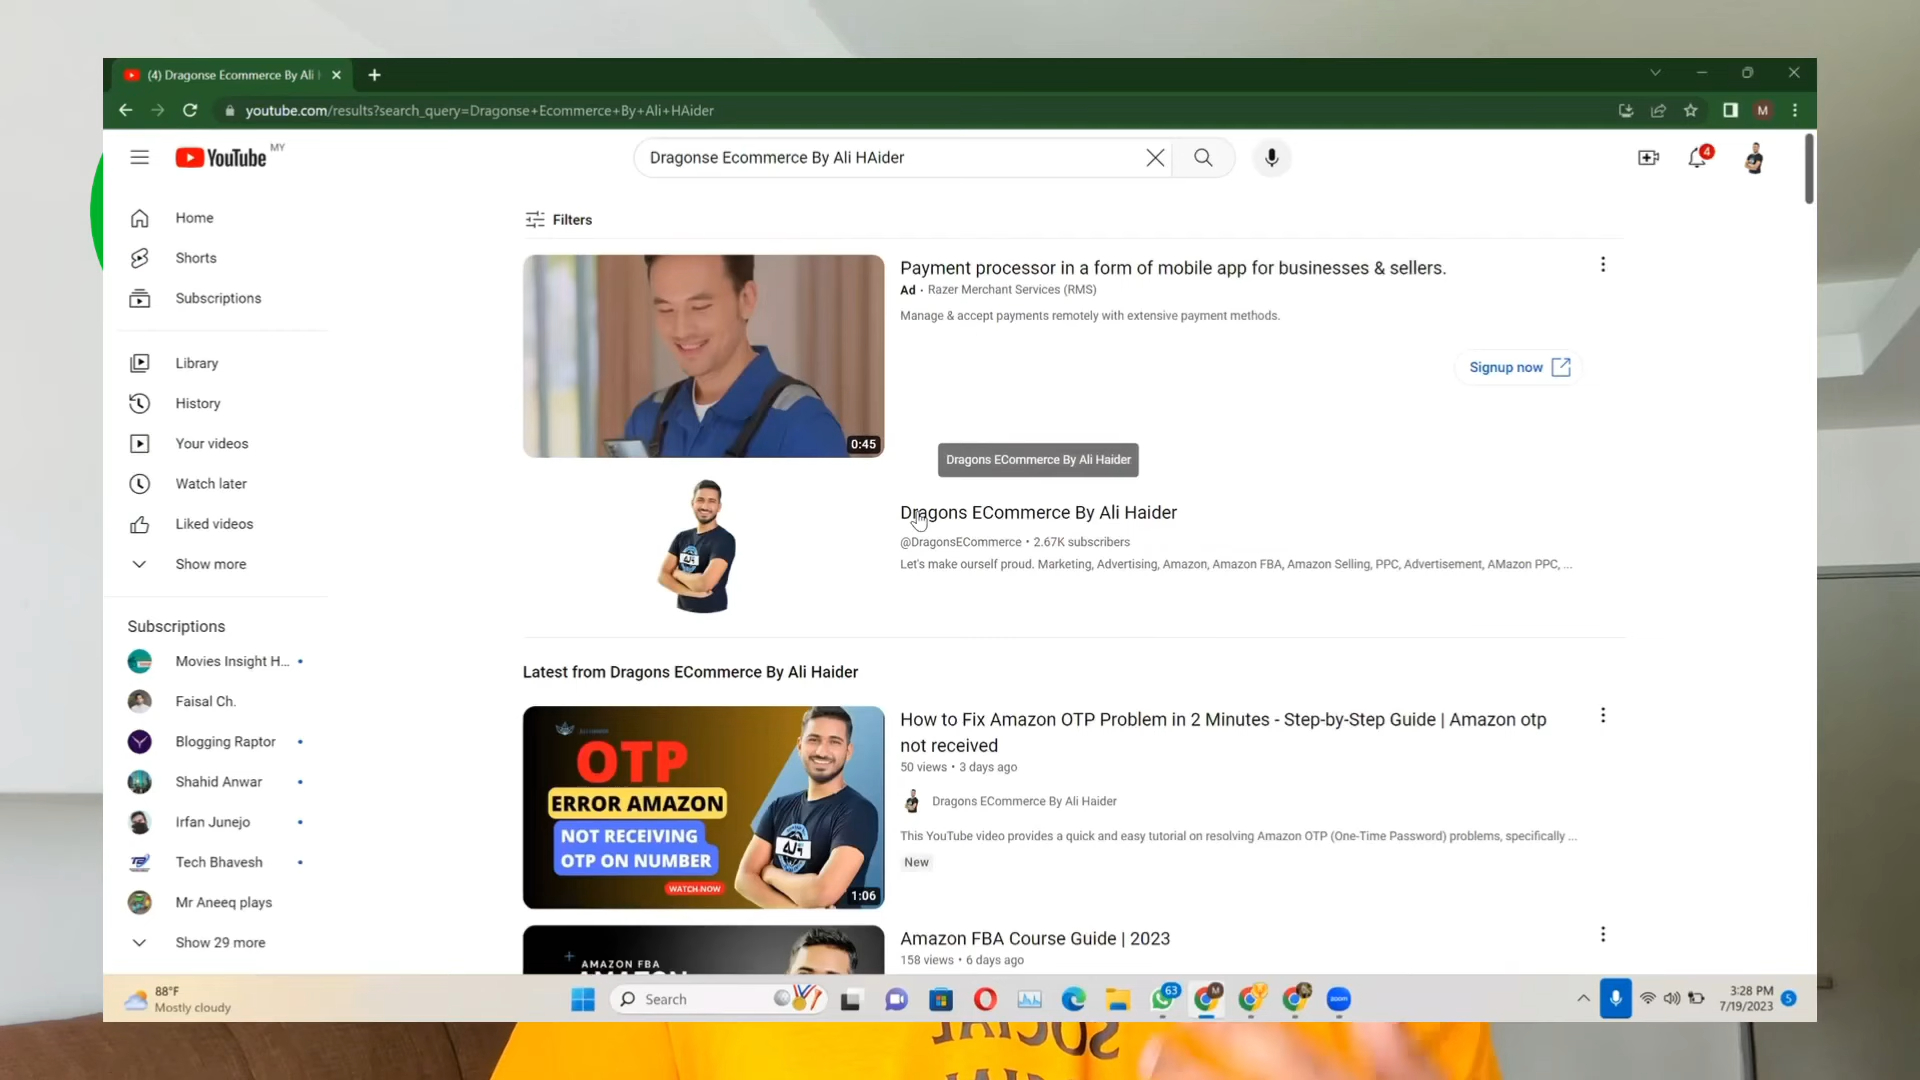 (4) Dragonse Ecommerce By Ali
youtube.com/results?search_query=Dragonse+Ecommerce+By+Ali+HAider
M
YouTube MY
Dragonse Ecommerce By Ali HAider
4
Home
Shorts
Subscriptions
Library
History
Your videos
Watch later
Liked videos
Show more
Subscriptions
Movies Insight H...
Faisal Ch.
Blogging Raptor
Shahid Anwar
Irfan Junejo
Tech Bhavesh
Mr Aneeq plays
Show 29 more
Filters
Payment processor in a form of mobile app for businesses & sellers.
Ad · Razer Merchant Services (RMS)
Manage & accept payments remotely with extensive payment methods.
Signup now
0:45
Dragons ECommerce By Ali Haider
Dragons ECommerce By Ali Haider
@DragonsECommerce • 2.67K subscribers
Let's make ourself proud. Marketing, Advertising, Amazon, Amazon FBA, Amazon Selling, PPC, Advertisement, AMazon PPC, ...
Latest from Dragons ECommerce By Ali Haider
OTP
ERROR AMAZON
NOT RECEIVING
OTP ON NUMBER
WATCH NOW
1:06
How to Fix Amazon OTP Problem in 2 Minutes - Step-by-Step Guide | Amazon otp
not received
50 views • 3 days ago
Dragons ECommerce By Ali Haider
This YouTube video provides a quick and easy tutorial on resolving Amazon OTP (One-Time Password) problems, specifically ...
New
AMAZON FBA
AMAZON
Amazon FBA Course Guide | 2023
158 views • 6 days ago
88°F
Mostly cloudy
Search
63
M
zoom
3:28 PM
7/19/2023
5
SOCIAL